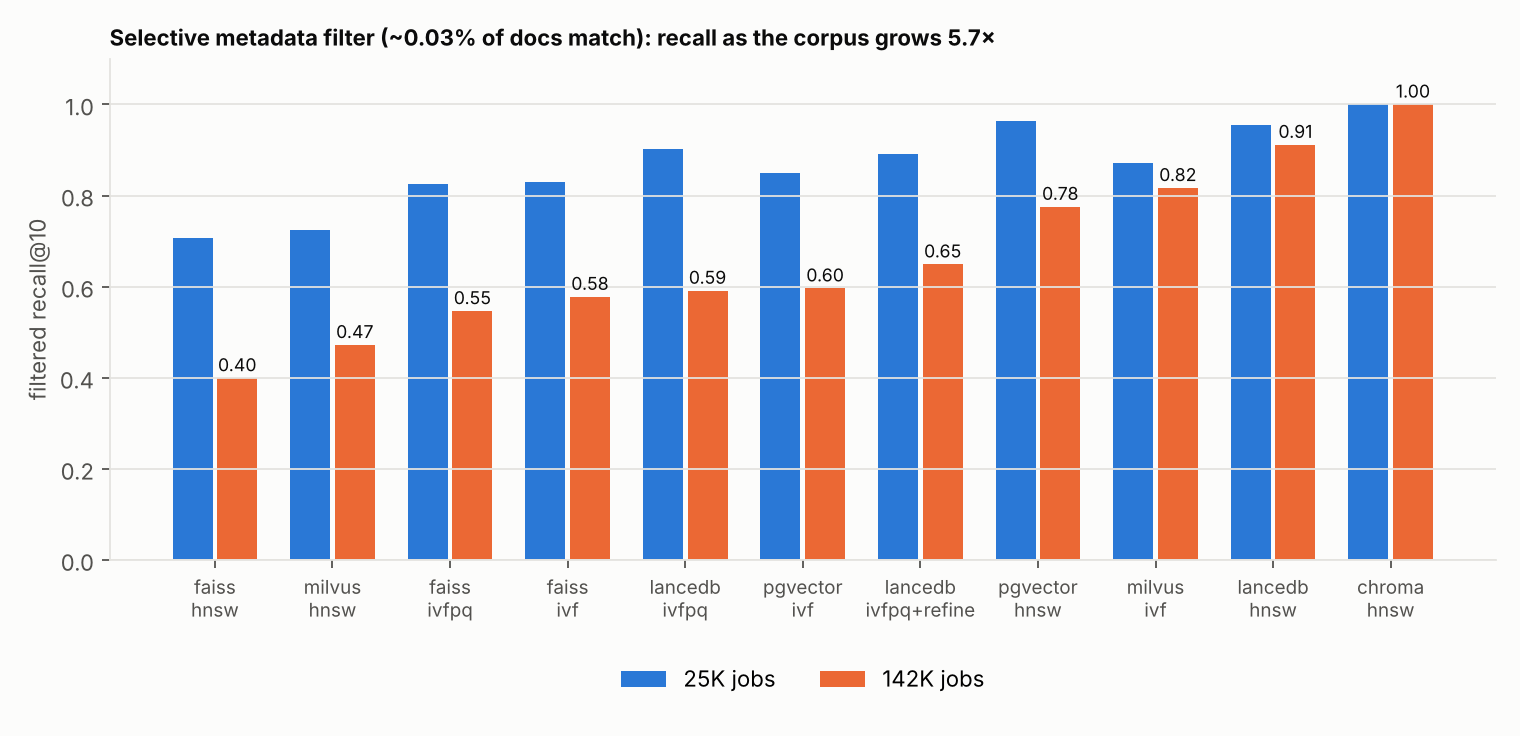 Selective metadata filter (~0.03% of docs match): recall as the corpus grows 5.7×
filtered recall@10
1.0
0.8
0.6
0.4
0.2
0.0
0.40
0.47
0.55
0.58
0.59
0.60
0.65
0.78
0.82
0.91
1.00
faiss
hnsw
milvus
hnsw
faiss
ivfpq
faiss
ivf
lancedb
ivfpq
pgvector
ivf
lancedb
ivfpq+refine
pgvector
hnsw
milvus
ivf
lancedb
hnsw
chroma
hnsw
25K jobs
142K jobs